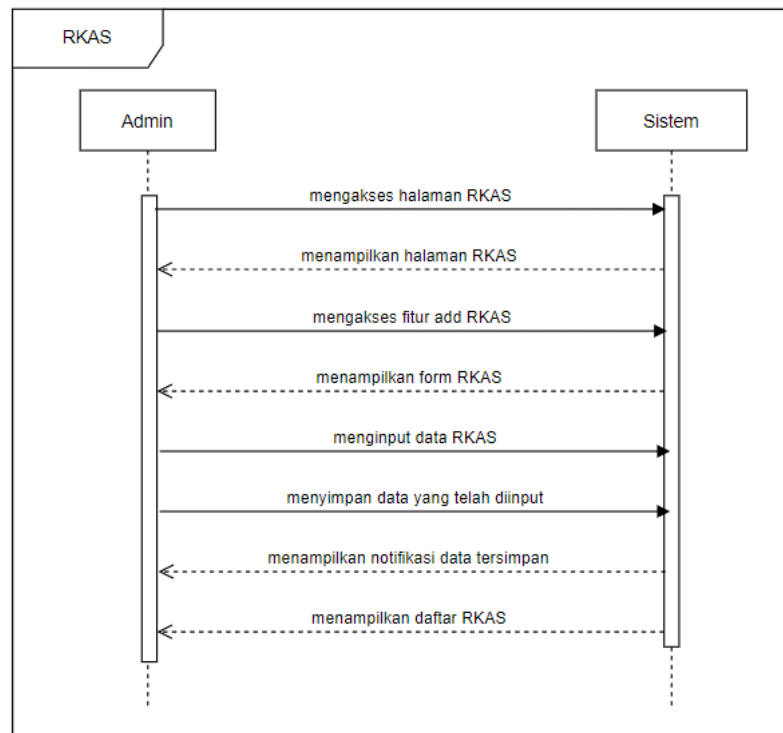 RKAS
Admin
Sistem
mengakses halaman RKAS
menampilkan halaman RKAS
mengakses fitur add RKAS
menampilkan form RKAS
menginput data RKAS
menyimpan data yang telah diinput
menampilkan notifikasi data tersimpan
menampilkan daftar RKAS